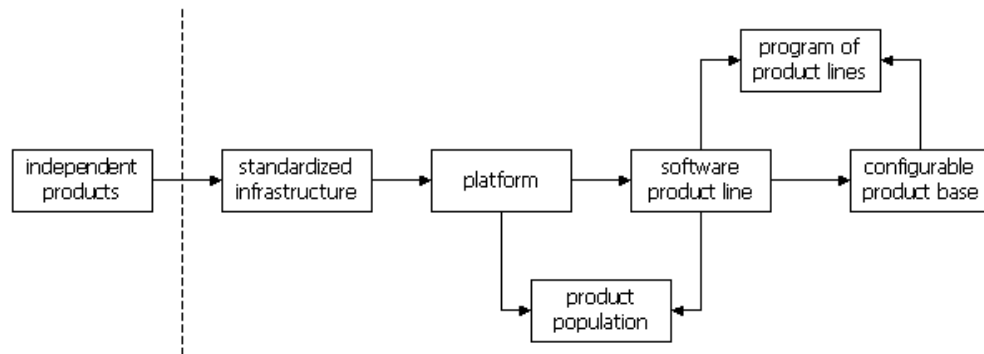 program of
product lines
independent
products
standardized
infrastructure
platform
software
product line
configurable
product base
product
population